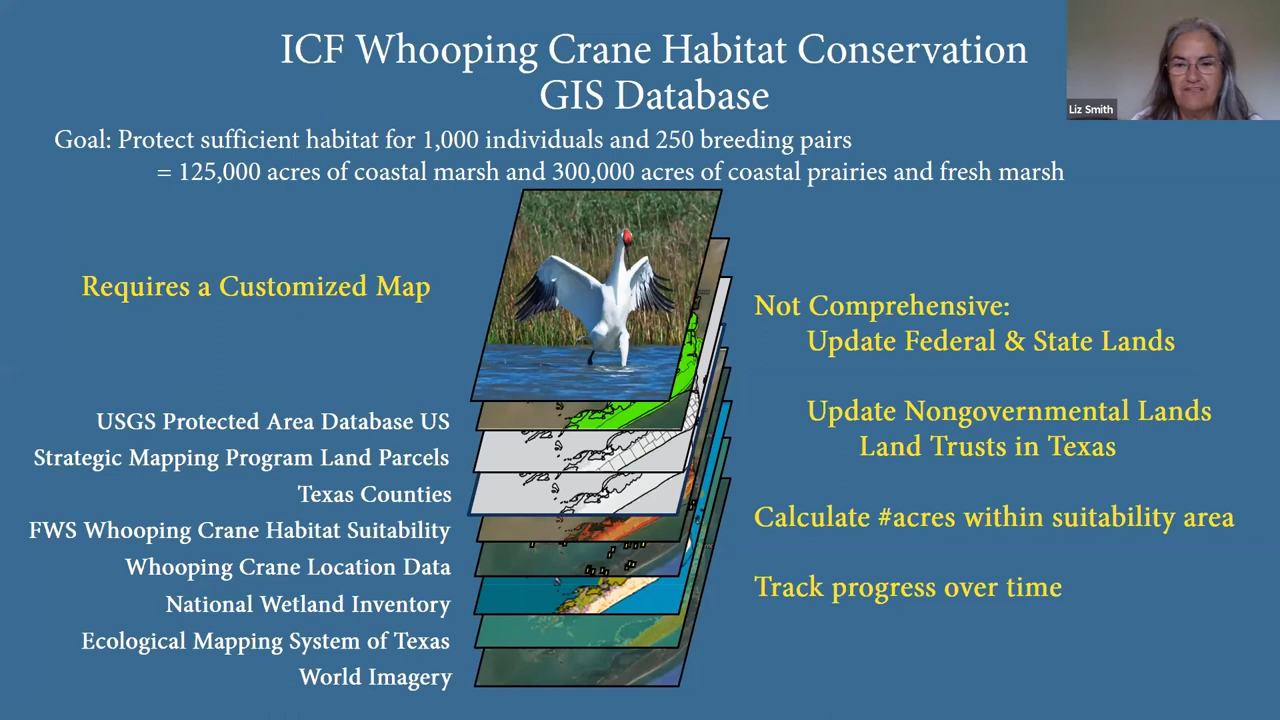 ICF Whooping Crane Habitat Conservation
GIS Database
Liz Smith
Goal: Protect sufficient habitat for 1,000 individuals and 250 breeding pairs
= 125,000 acres of coastal marsh and 300,000 acres of coastal prairies and fresh marsh
Requires a Customized Map
USGS Protected Area Database US
Strategic Mapping Program Land Parcels
Texas Counties
FWS Whooping Crane Habitat Suitability
Whooping Crane Location Data
National Wetland Inventory
Ecological Mapping System of Texas
World Imagery
Not Comprehensive:
Update Federal & State Lands
Update Nongovernmental Lands
Land Trusts in Texas
Calculate #acres within suitability area
Track progress over time